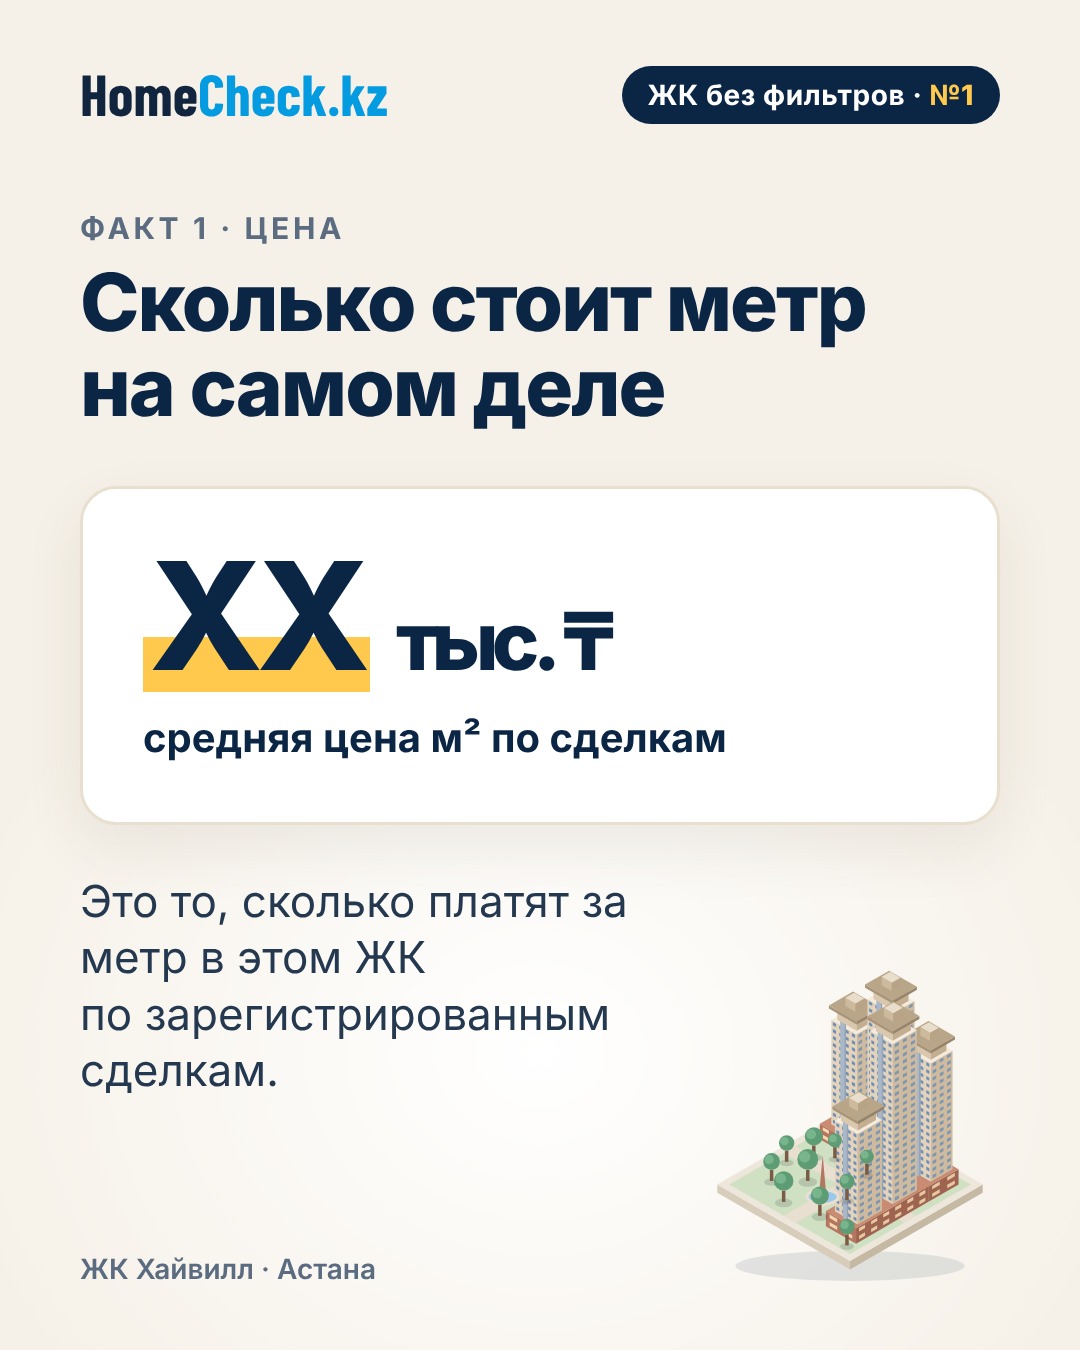 HomeCheck.kz
ЖК без фильтров · №1
ФАКТ 1 · ЦЕНА
Сколько стоит метр
на самом деле
XX тыс. ₸
средняя цена м² по сделкам
Это то, сколько платят за
метр в этом ЖК
по зарегистрированным
сделкам.
ЖК Хайвилл · Астана